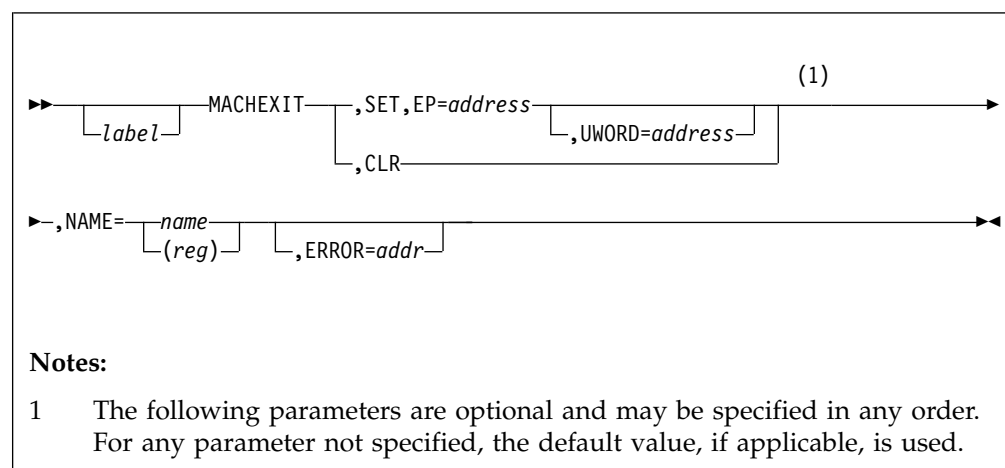 (1)
MACHEXIT ,SET,EP=address
label ,UWORD=address
,CLR
,NAME= name
(reg) ,ERROR=addr
Notes:
1 The following parameters are optional and may be specified in any order.
For any parameter not specified, the default value, if applicable, is used.